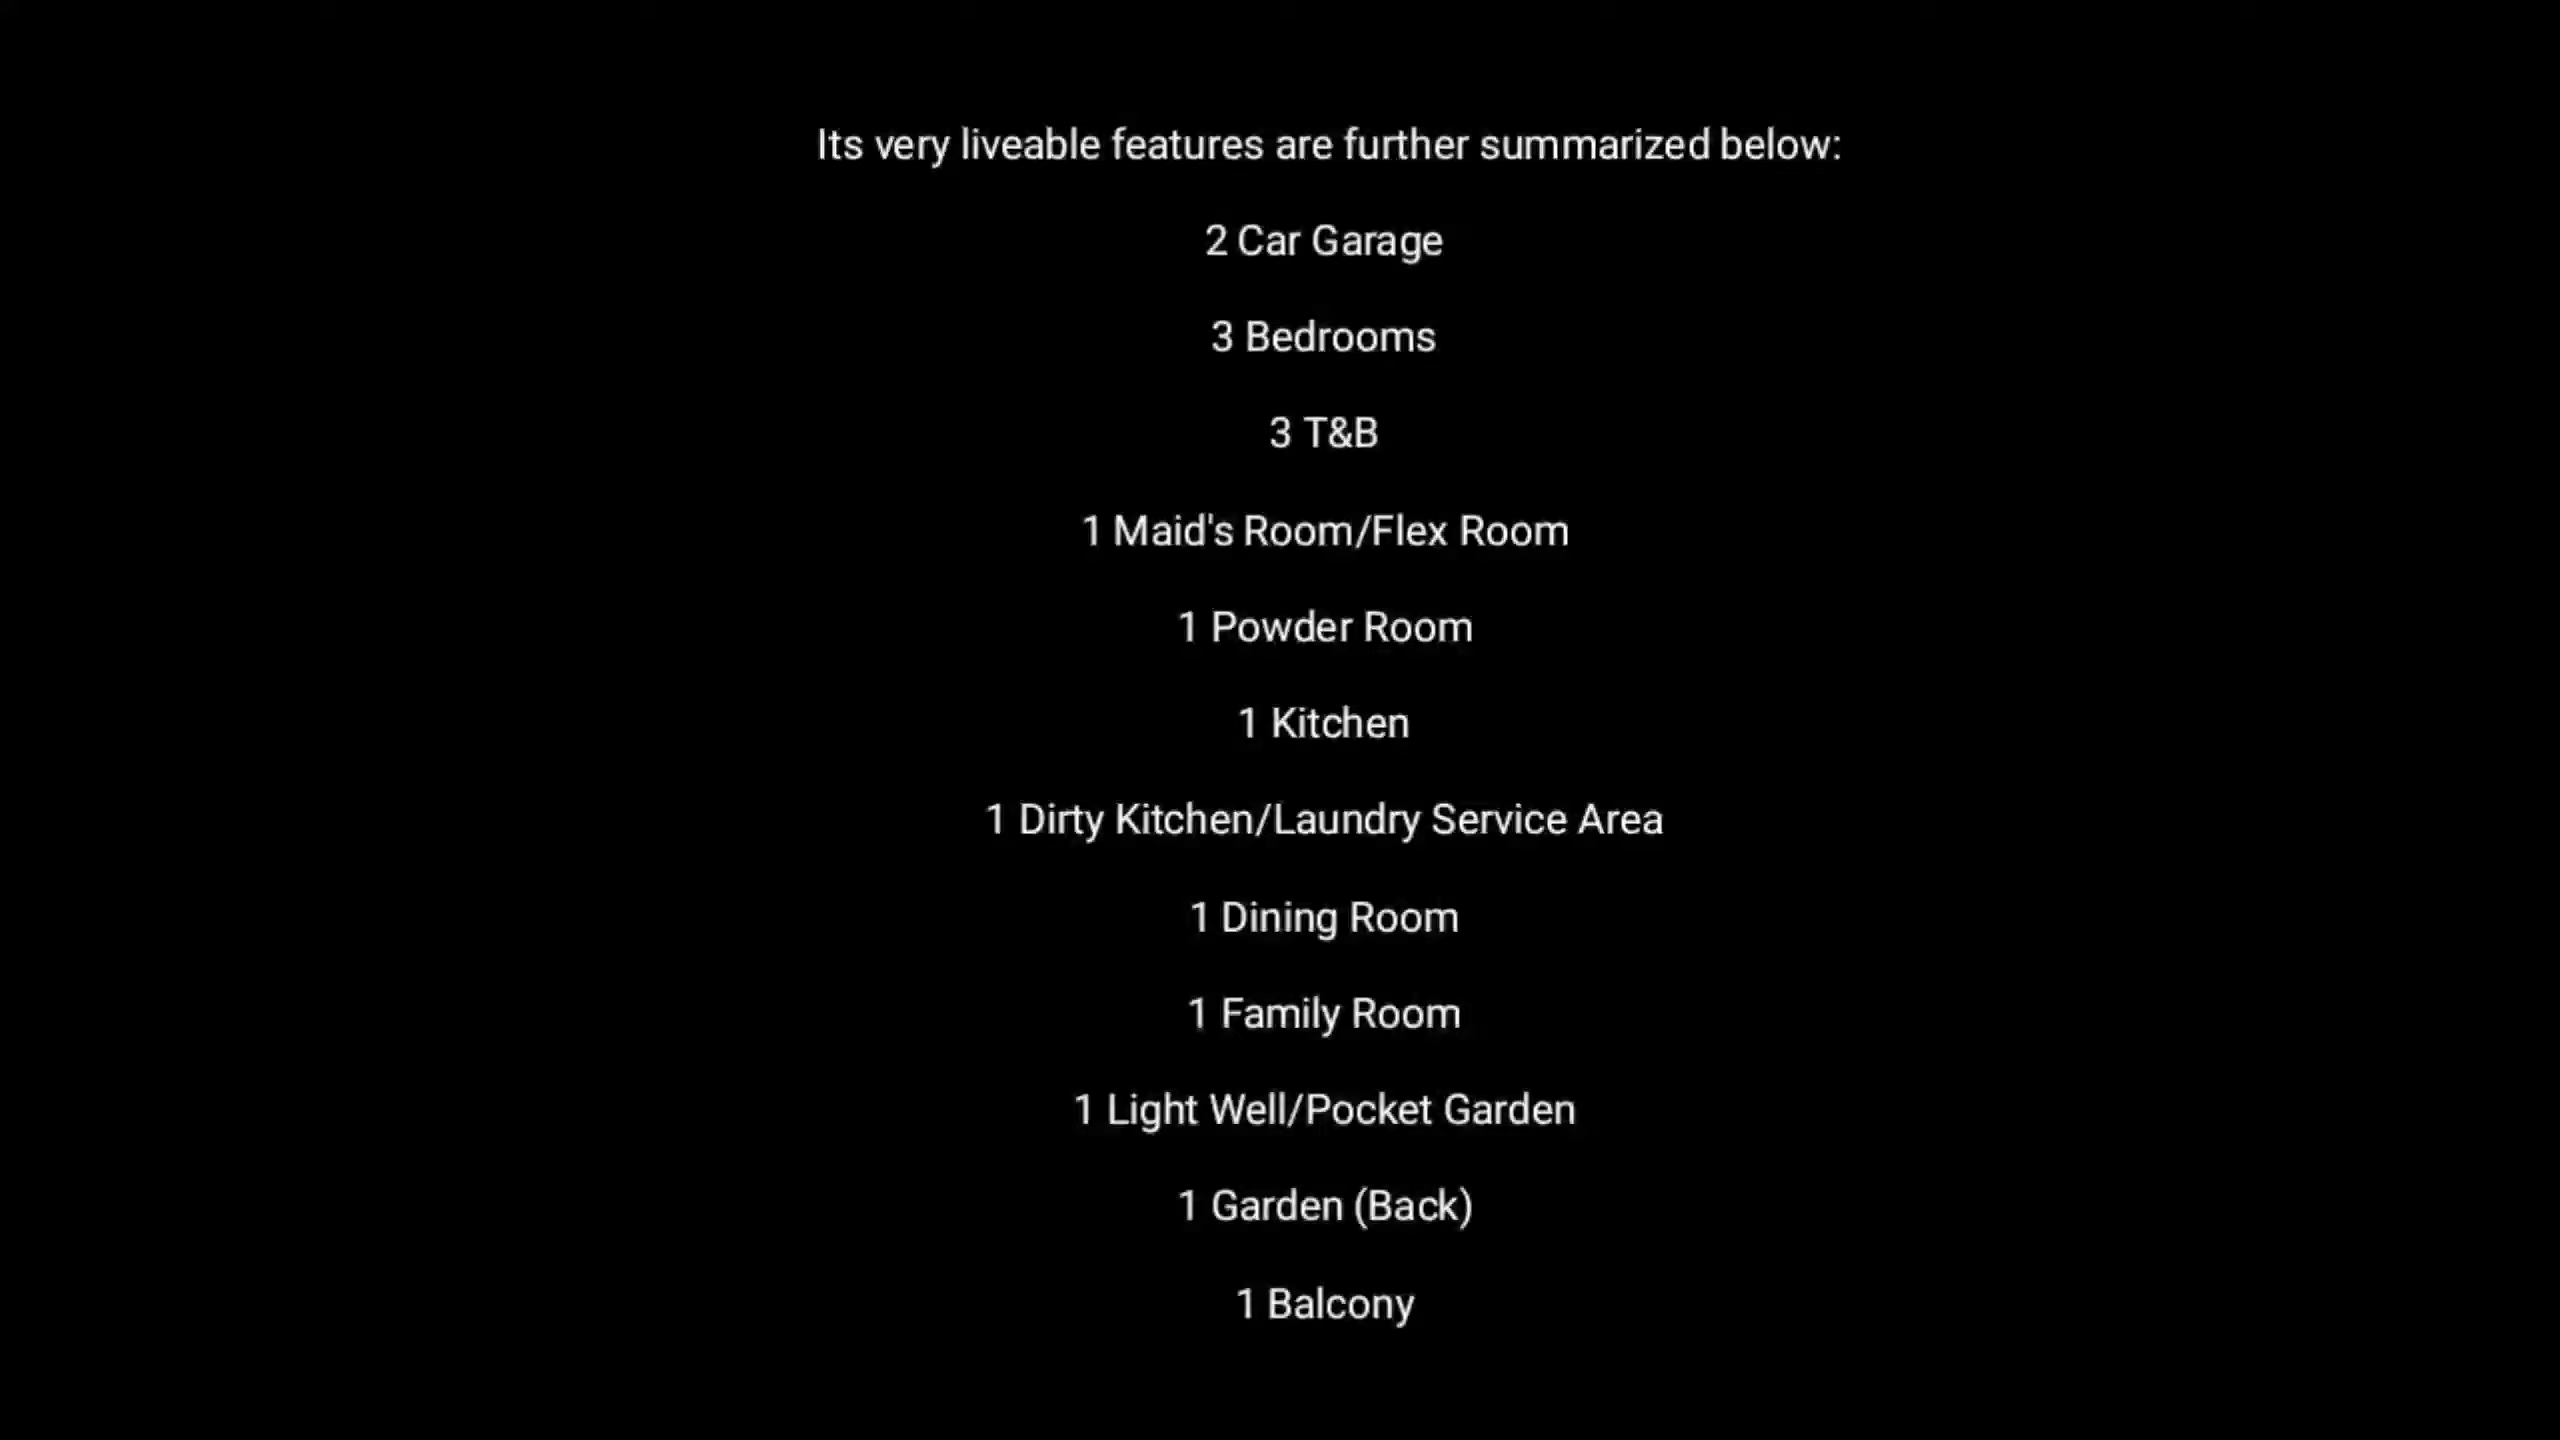 Its very liveable features are further summarized below:
2 Car Garage
3 Bedrooms
3 T&B
1 Maid's Room/Flex Room
1 Powder Room
1 Kitchen
1 Dirty Kitchen/Laundry Service Area
1 Dining Room
1 Family Room
1 Light Well/Pocket Garden
1 Garden (Back)
1 Balcony